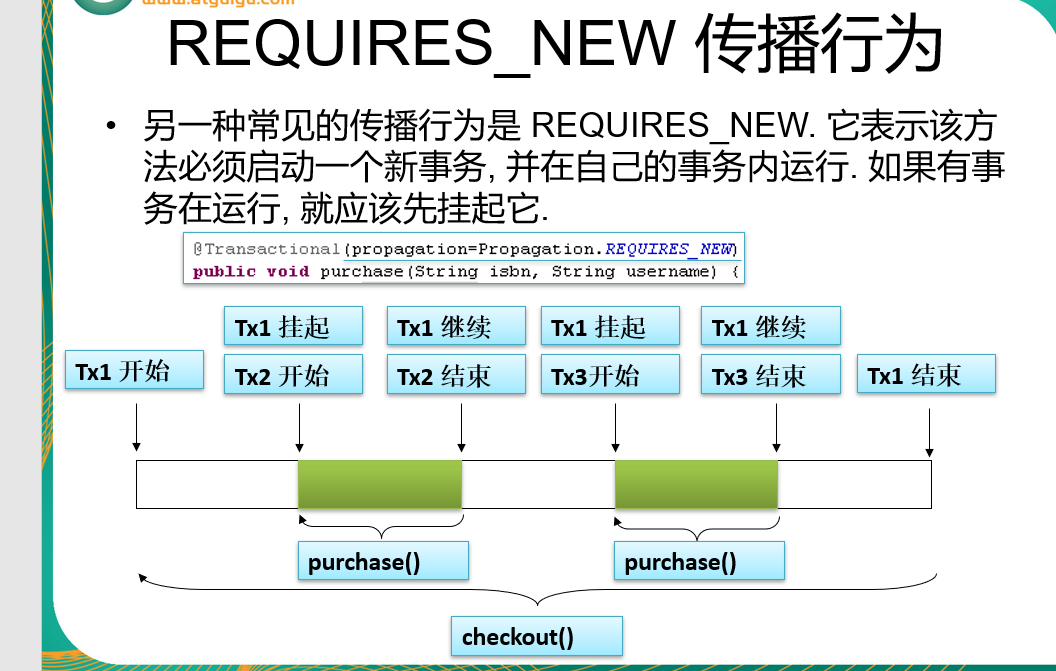 www.atguigu.com
REQUIRES_NEW 传播行为
• 另一种常见的传播行为是 REQUIRES_NEW. 它表示该方
法必须启动一个新事务, 并在自己的事务内运行. 如果有事
务在运行, 就应该先挂起它.
@Transactional(propagation=Propagation.REQUIRES_NEW)
public void purchase(String isbn, String username) {
Tx1 挂起
Tx1 继续
Tx1 挂起
Tx1 继续
Tx1 开始
Tx2 开始
Tx2 结束
Tx3开始
Tx3 结束
Tx1 结束
purchase()
purchase()
checkout()